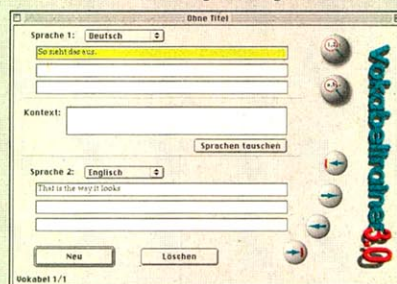 Ohne Titel
Sprache 1: Deutsch
So sieht das aus.
Kontext:
Sprachen tauschen
Sprache 2: Englisch
That is the way it looks
Neu Löschen
Vokabel 1/1
Vokabeltrainer 3.0